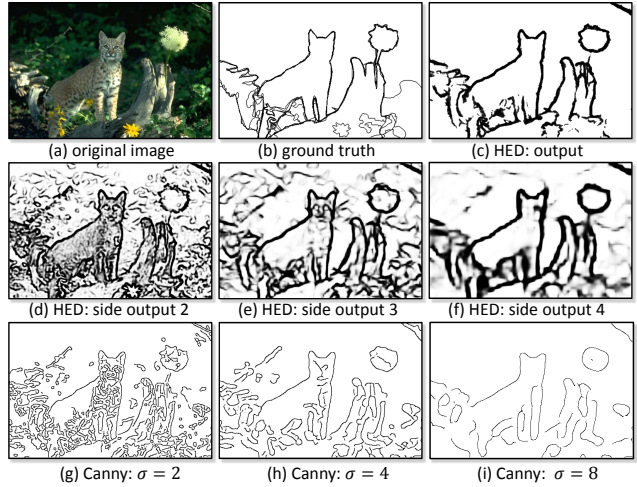 (a) original image
(b) ground truth
(c) HED: output
(d) HED: side output 2
(e) HED: side output 3
(f) HED: side output 4
(g) Canny: σ = 2
(h) Canny: σ = 4
(i) Canny: σ = 8